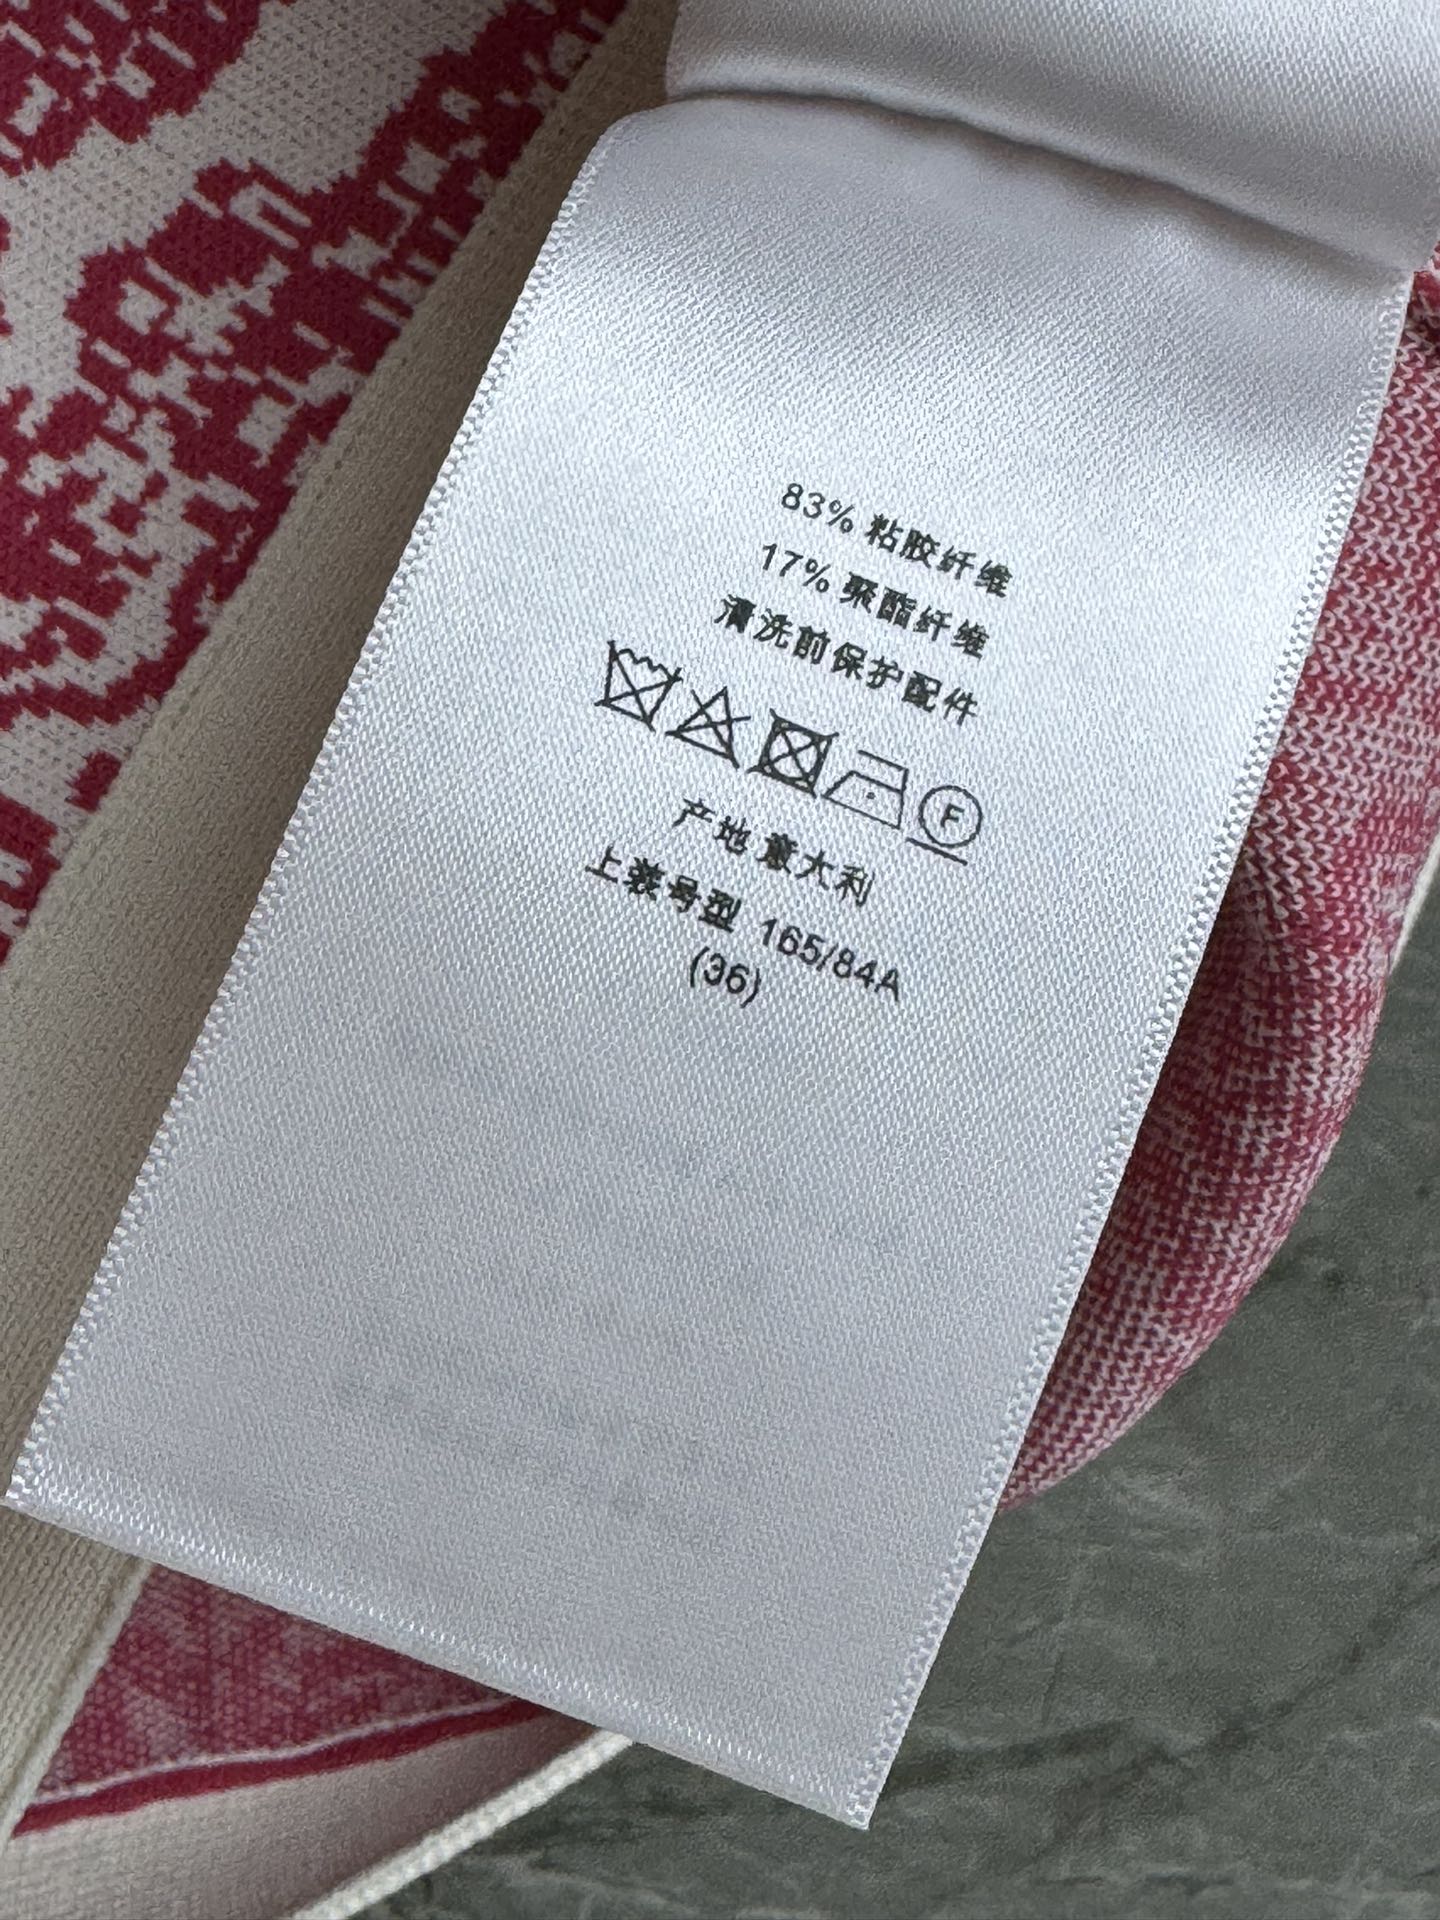 83% 粘胶纤维
17% 聚酯纤维
清洗前保护配件
F
产地 意大利
上装号型 165/84A
(36)